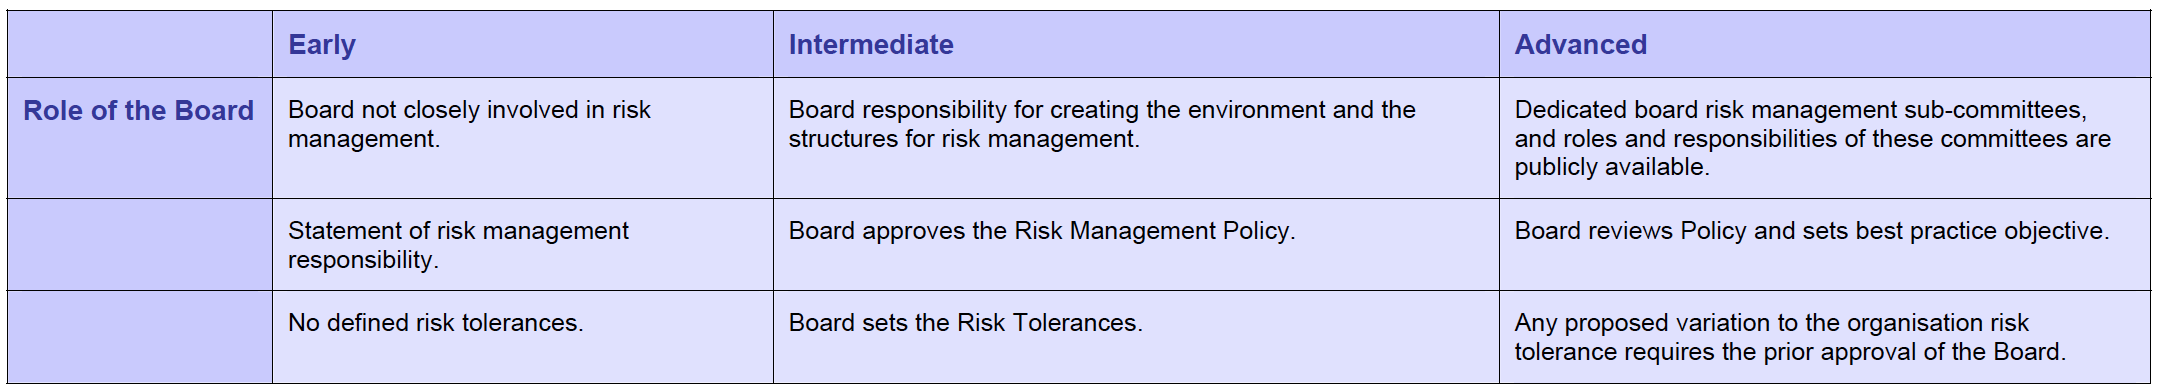 Early
Intermediate
Advanced
Role of the Board
Board not closely involved in risk
management.
Board responsibility for creating the environment and the
structures for risk management.
Dedicated board risk management sub-committees,
and roles and responsibilities of these committees are
publicly available.
Statement of risk management
responsibility.
Board approves the Risk Management Policy.
Board reviews Policy and sets best practice objective.
No defined risk tolerances.
Board sets the Risk Tolerances.
Any proposed variation to the organisation risk
tolerance requires the prior approval of the Board.